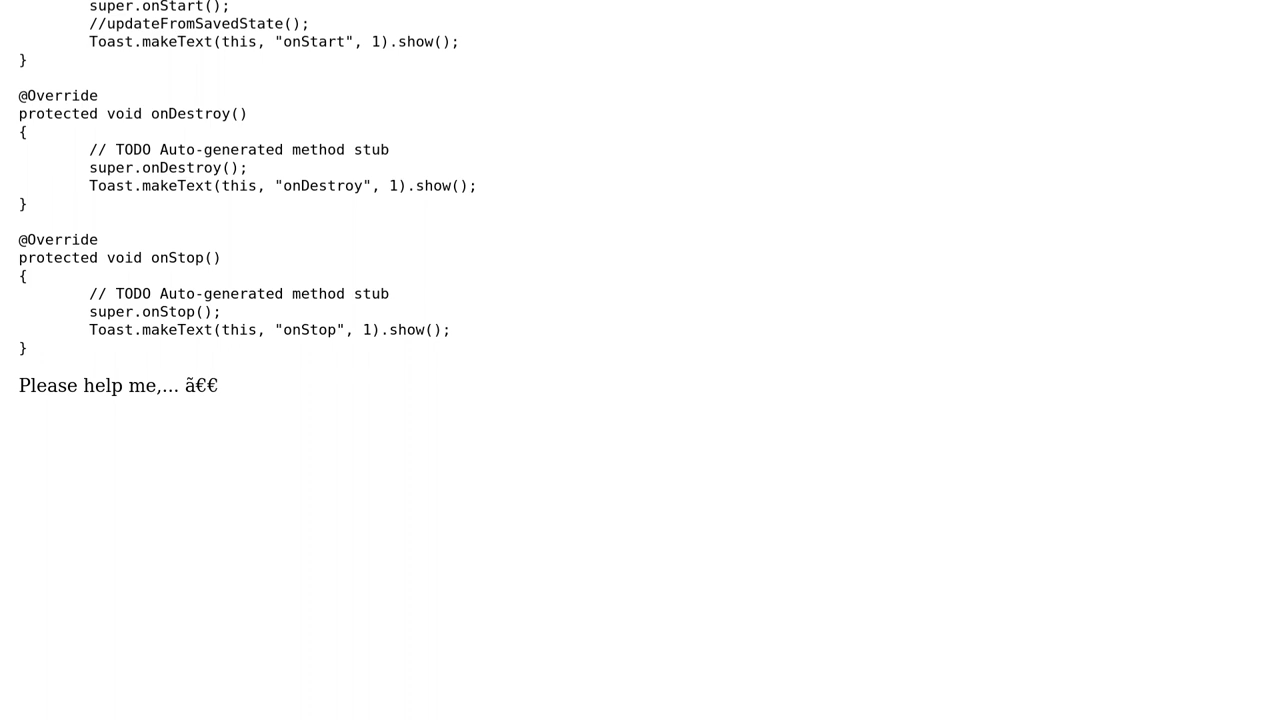 super.onStart();
//updateFromSavedState();
Toast.makeText(this, "onStart", 1).show();
}
@Override
protected void onDestroy()
{
// TODO Auto-generated method stub
super.onDestroy();
Toast.makeText(this, "onDestroy", 1).show();
}
@Override
protected void onStop()
{
// TODO Auto-generated method stub
super.onStop();
Toast.makeText(this, "onStop", 1).show();
}
Please help me,... ã€€